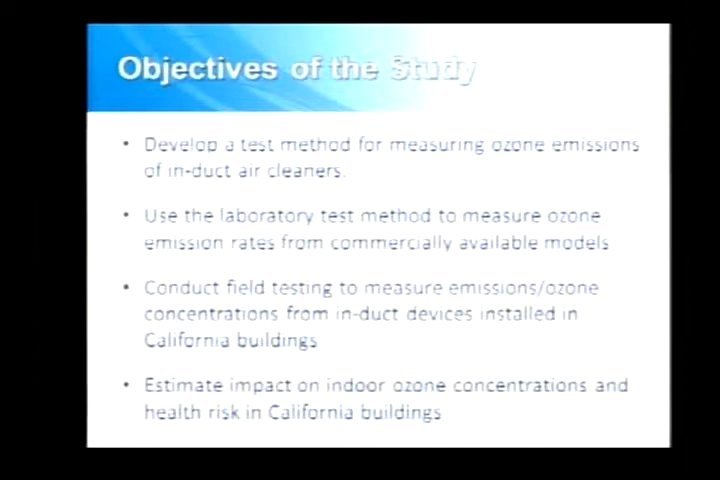 Objectives of the Study
• Develop a test method for measuring ozone emissions
of in-duct air cleaners.
• Use the laboratory test method to measure ozone
emission rates from commercially available models
• Conduct field testing to measure emissions/ozone
concentrations from in-duct devices installed in
California buildings
• Estimate impact on indoor ozone concentrations and
health risk in California buildings